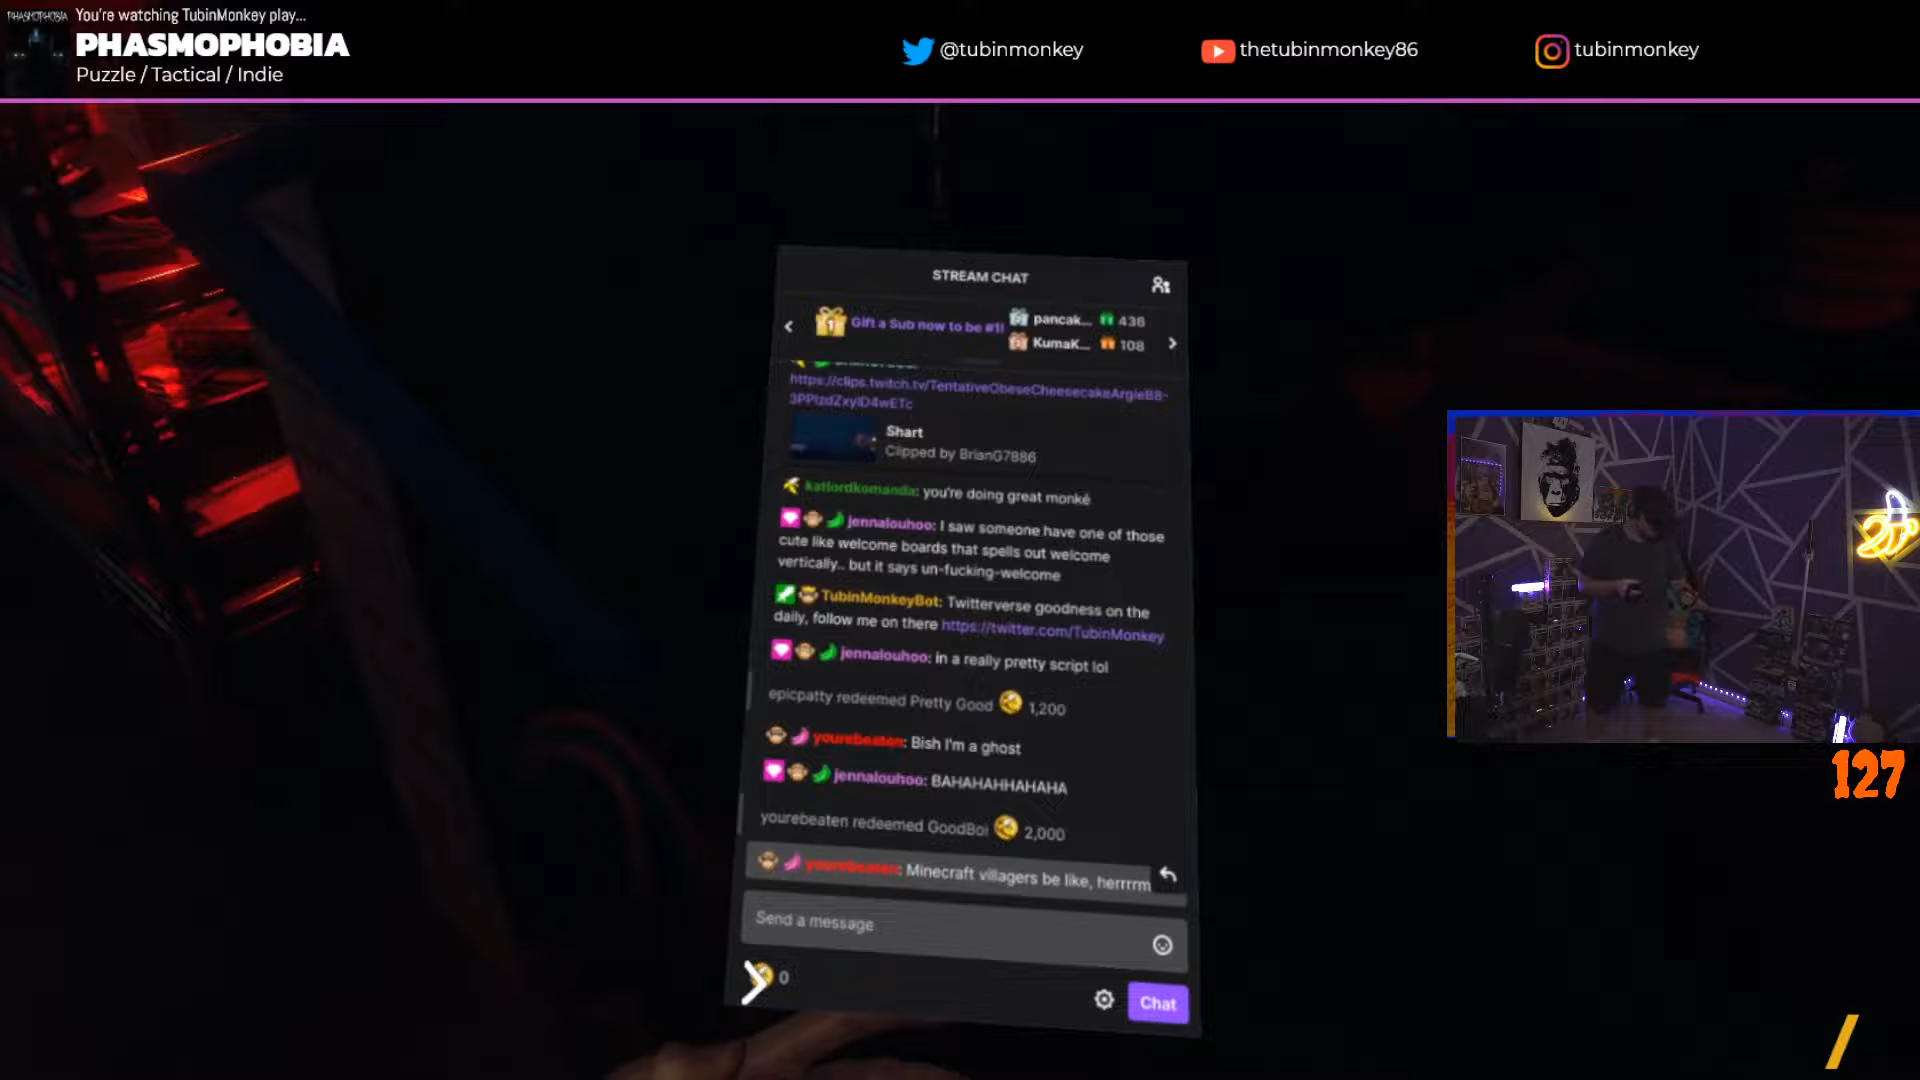 PHASMOPHOBIA
You're watching TubinMonkey play...
PHASMOPHOBIA
Puzzle / Tactical / Indie
@tubinmonkey
thetubinmonkey86
tubinmonkey
STREAM CHAT
Gift a Sub now to be #1!
pancak... 436
KumaK... 108
https://clips.twitch.tv/TentativeObeseCheesecakeArgieB8-
Shart
Clipped by BrianG7886
katlordkomanda: you're doing great monké
jennalouhoo: I saw someone have one of those
cute like welcome boards that spells out welcome
vertically.. but it says un-fucking-welcome
TubinMonkeyBot: Twitterverse goodness on the
daily, follow me on there https://twitter.com/TubinMonkey
jennalouhoo: in a really pretty script lol
epicpatty redeemed Pretty Good 1,200
yourebeaten: Bish I'm a ghost
jennalouhoo: BAHAHAHHAHAHA
yourebeaten redeemed GoodBoi 2,000
yourebeaten: Minecraft villagers be like, herrrrm
Send a message
0
Chat
127